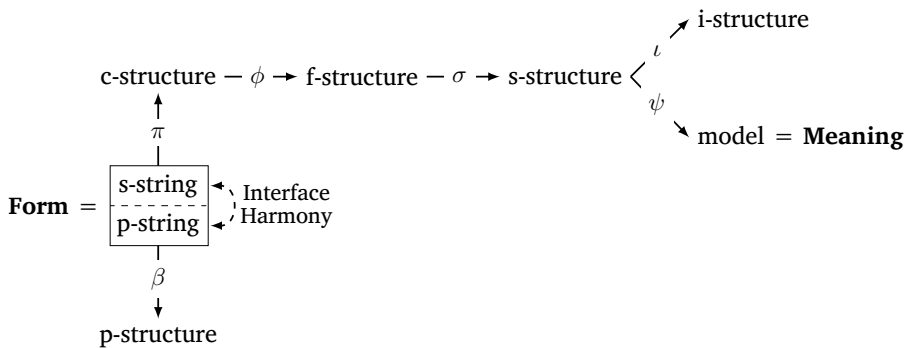 i-structure
ι
c-structure – ϕ → f-structure – σ → s-structure
ψ
π
model = Meaning
s-string
Form =
Interface
Harmony
p-string
β
p-structure